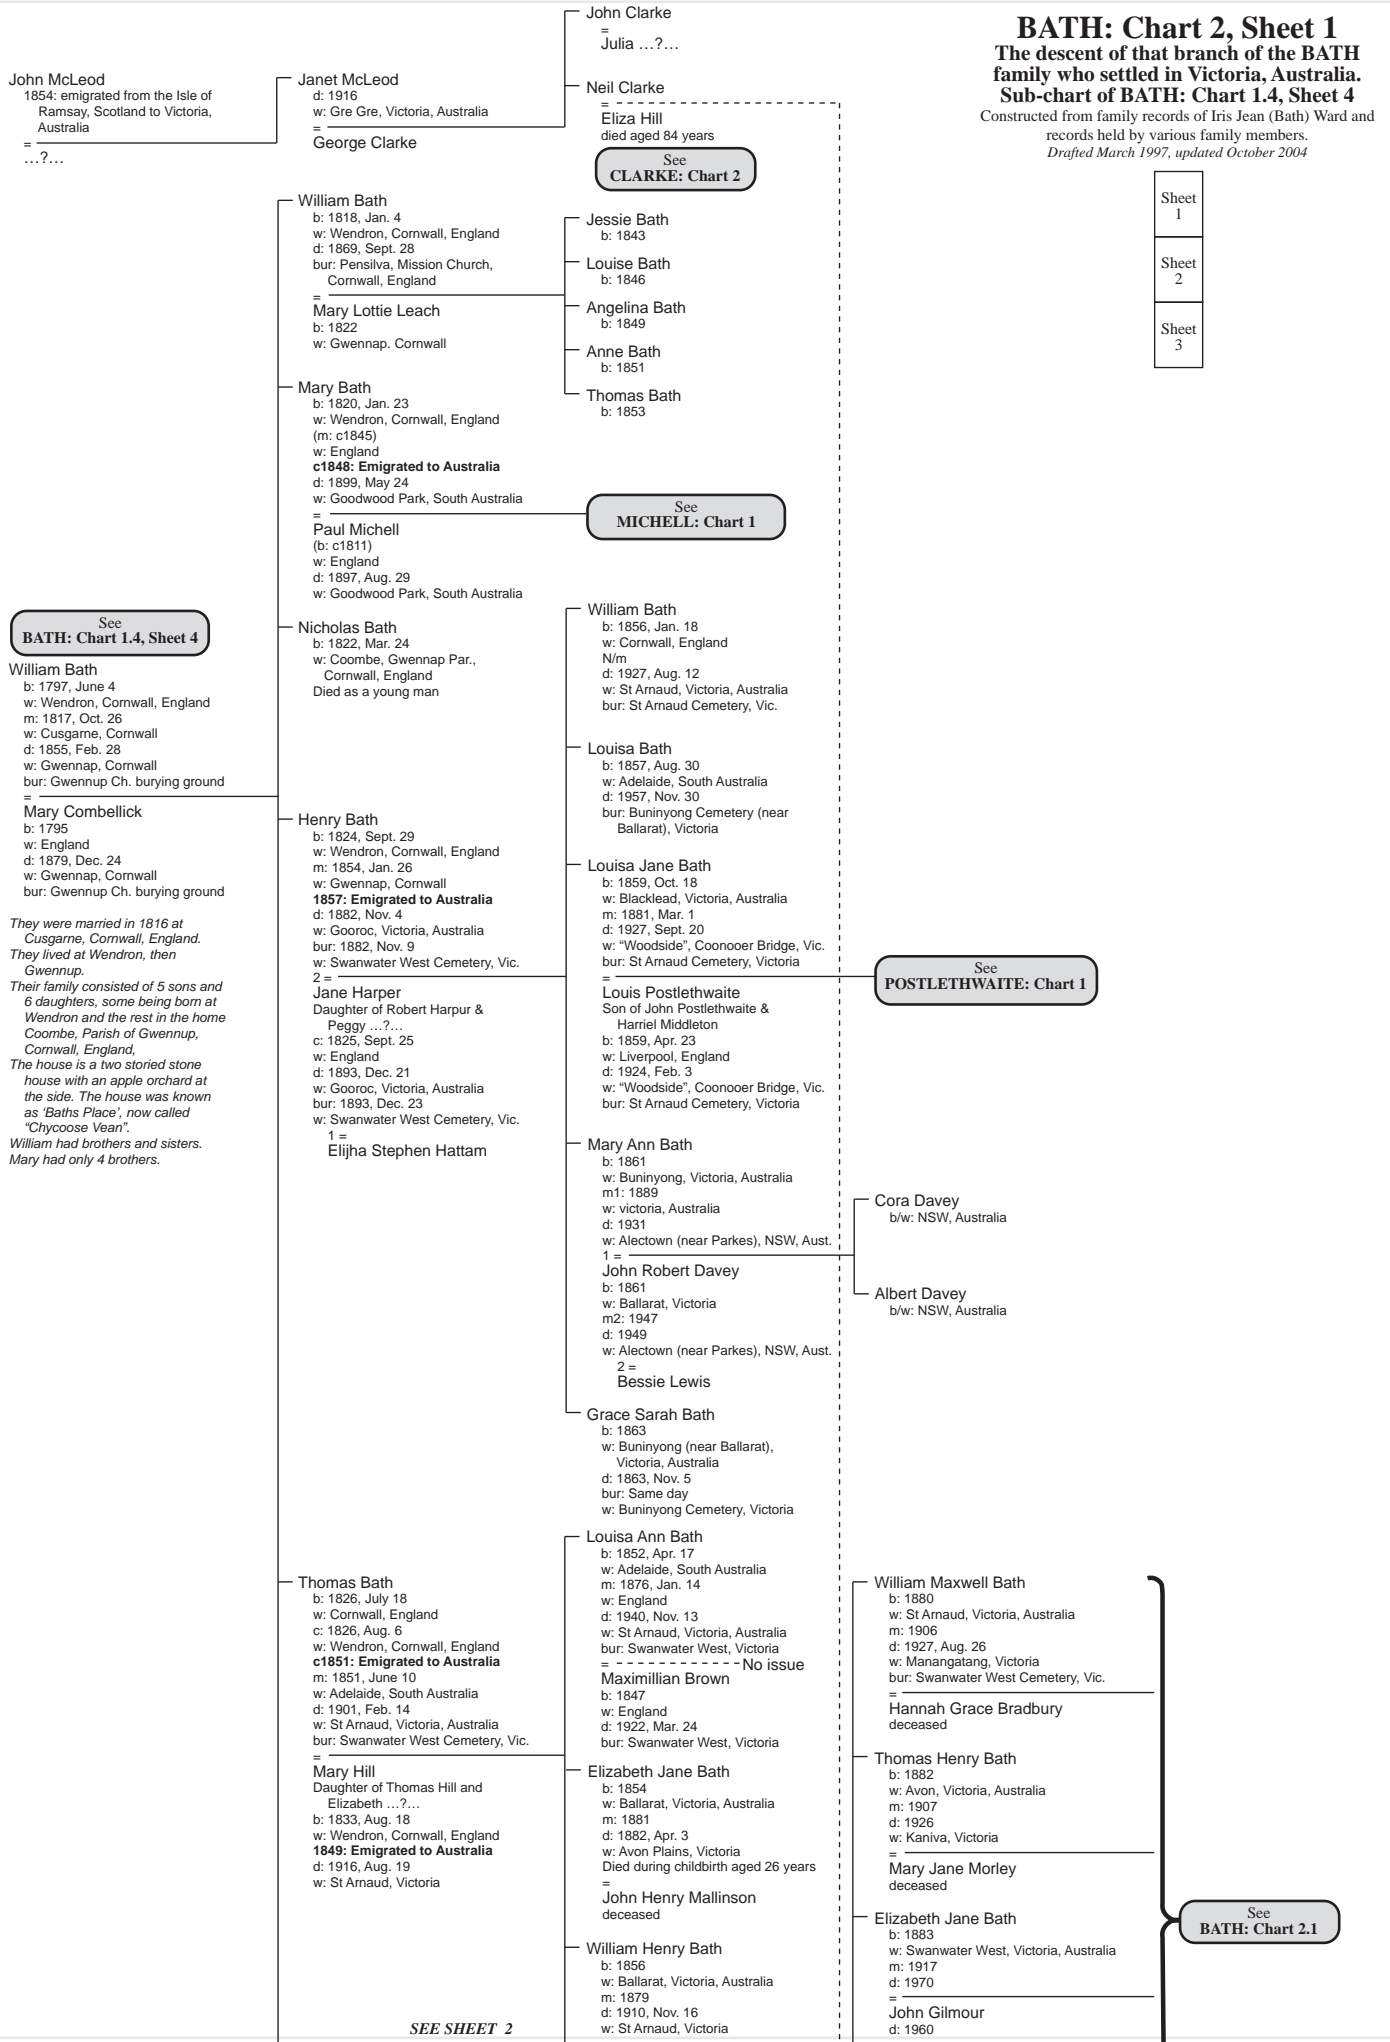 BATH: Chart 2, Sheet 1
The descent of that branch of the BATH
family who settled in Victoria, Australia.
Sub-chart of BATH: Chart 1.4, Sheet 4
Constructed from family records of Iris Jean (Bath) Ward and
records held by various family members.
Drafted March 1997, updated October 2004
Sheet
1
Sheet
2
Sheet
3
John McLeod
1854: emigrated from the Isle of
Ramsay, Scotland to Victoria,
Australia
=
...?...
See
BATH: Chart 1.4, Sheet 4
William Bath
b: 1797, June 4
w: Wendron, Cornwall, England
m: 1817, Oct. 26
w: Cusgarne, Cornwall
d: 1855, Feb. 28
w: Gwennap, Cornwall
bur: Gwennup Ch. burying ground
=
Mary Combellick
b: 1795
w: England
d: 1879, Dec. 24
w: Gwennap, Cornwall
bur: Gwennup Ch. burying ground
They were married in 1816 at
Cusgarne, Cornwall, England.
They lived at Wendron, then
Gwennup.
Their family consisted of 5 sons and
6 daughters, some being born at
Wendron and the rest in the home
Coombe, Parish of Gwennup,
Cornwall, England,
The house is a two storied stone
house with an apple orchard at
the side. The house was known
as ‘Baths Place’, now called
“Chycoose Vean”.
William had brothers and sisters.
Mary had only 4 brothers.
Janet McLeod
d: 1916
w: Gre Gre, Victoria, Australia
=
George Clarke
William Bath
b: 1818, Jan. 4
w: Wendron, Cornwall, England
d: 1869, Sept. 28
bur: Pensilva, Mission Church,
Cornwall, England
=
Mary Lottie Leach
b: 1822
w: Gwennap. Cornwall
Mary Bath
b: 1820, Jan. 23
w: Wendron, Cornwall, England
(m: c1845)
w: England
c1848: Emigrated to Australia
d: 1899, May 24
w: Goodwood Park, South Australia
=
Paul Michell
(b: c1811)
w: England
d: 1897, Aug. 29
w: Goodwood Park, South Australia
Nicholas Bath
b: 1822, Mar. 24
w: Coombe, Gwennap Par.,
Cornwall, England
Died as a young man
Henry Bath
b: 1824, Sept. 29
w: Wendron, Cornwall, England
m: 1854, Jan. 26
w: Gwennap, Cornwall
1857: Emigrated to Australia
d: 1882, Nov. 4
w: Gooroc, Victoria, Australia
bur: 1882, Nov. 9
w: Swanwater West Cemetery, Vic.
2 =
Jane Harper
Daughter of Robert Harpur &
Peggy ...?...
c: 1825, Sept. 25
w: England
d: 1893, Dec. 21
w: Gooroc, Victoria, Australia
bur: 1893, Dec. 23
w: Swanwater West Cemetery, Vic.
1 =
Elijha Stephen Hattam
Thomas Bath
b: 1826, July 18
w: Cornwall, England
c: 1826, Aug. 6
w: Wendron, Cornwall, England
c1851: Emigrated to Australia
m: 1851, June 10
w: Adelaide, South Australia
d: 1901, Feb. 14
w: St Arnaud, Victoria, Australia
bur: Swanwater West Cemetery, Vic.
=
Mary Hill
Daughter of Thomas Hill and
Elizabeth ...?...
b: 1833, Aug. 18
w: Wendron, Cornwall, England
1849: Emigrated to Australia
d: 1916, Aug. 19
w: St Arnaud, Victoria
SEE SHEET 2
John Clarke
=
Julia ...?...
Neil Clarke
=
Eliza Hill
died aged 84 years
See
CLARKE: Chart 2
Jessie Bath
b: 1843
Louise Bath
b: 1846
Angelina Bath
b: 1849
Anne Bath
b: 1851
Thomas Bath
b: 1853
See
MICHELL: Chart 1
William Bath
b: 1856, Jan. 18
w: Cornwall, England
N/m
d: 1927, Aug. 12
w: St Arnaud, Victoria, Australia
bur: St Arnaud Cemetery, Vic.
Louisa Bath
b: 1857, Aug. 30
w: Adelaide, South Australia
d: 1957, Nov. 30
bur: Buninyong Cemetery (near
Ballarat), Victoria
Louisa Jane Bath
b: 1859, Oct. 18
w: Blacklead, Victoria, Australia
m: 1881, Mar. 1
d: 1927, Sept. 20
w: “Woodside”, Coonooer Bridge, Vic.
bur: St Arnaud Cemetery, Victoria
=
Louis Postlethwaite
Son of John Postlethwaite &
Harriel Middleton
b: 1859, Apr. 23
w: Liverpool, England
d: 1924, Feb. 3
w: “Woodside”, Coonooer Bridge, Vic.
bur: St Arnaud Cemetery, Victoria
See
POSTLETHWAITE: Chart 1
Mary Ann Bath
b: 1861
w: Buninyong, Victoria, Australia
m1: 1889
w: victoria, Australia
d: 1931
w: Alectown (near Parkes), NSW, Aust.
1 =
John Robert Davey
b: 1861
w: Ballarat, Victoria
m2: 1947
d: 1949
w: Alectown (near Parkes), NSW, Aust.
2 =
Bessie Lewis
Cora Davey
b/w: NSW, Australia
Albert Davey
b/w: NSW, Australia
Grace Sarah Bath
b: 1863
w: Buninyong (near Ballarat),
Victoria, Australia
d: 1863, Nov. 5
bur: Same day
w: Buninyong Cemetery, Victoria
Louisa Ann Bath
b: 1852, Apr. 17
w: Adelaide, South Australia
m: 1876, Jan. 14
w: England
d: 1940, Nov. 13
w: St Arnaud, Victoria, Australia
bur: Swanwater West, Victoria
= No issue
Maximillian Brown
b: 1847
w: England
d: 1922, Mar. 24
bur: Swanwater West, Victoria
Elizabeth Jane Bath
b: 1854
w: Ballarat, Victoria, Australia
m: 1881
d: 1882, Apr. 3
w: Avon Plains, Victoria
Died during childbirth aged 26 years
=
John Henry Mallinson
deceased
William Henry Bath
b: 1856
w: Ballarat, Victoria, Australia
m: 1879
d: 1910, Nov. 16
w: St Arnaud, Victoria
William Maxwell Bath
b: 1880
w: St Arnaud, Victoria, Australia
m: 1906
d: 1927, Aug. 26
w: Manangatang, Victoria
bur: Swanwater West Cemetery, Vic.
=
Hannah Grace Bradbury
deceased
Thomas Henry Bath
b: 1882
w: Avon, Victoria, Australia
m: 1907
d: 1926
w: Kaniva, Victoria
=
Mary Jane Morley
deceased
Elizabeth Jane Bath
b: 1883
w: Swanwater West, Victoria, Australia
m: 1917
d: 1970
=
John Gilmour
d: 1960
See
BATH: Chart 2.1